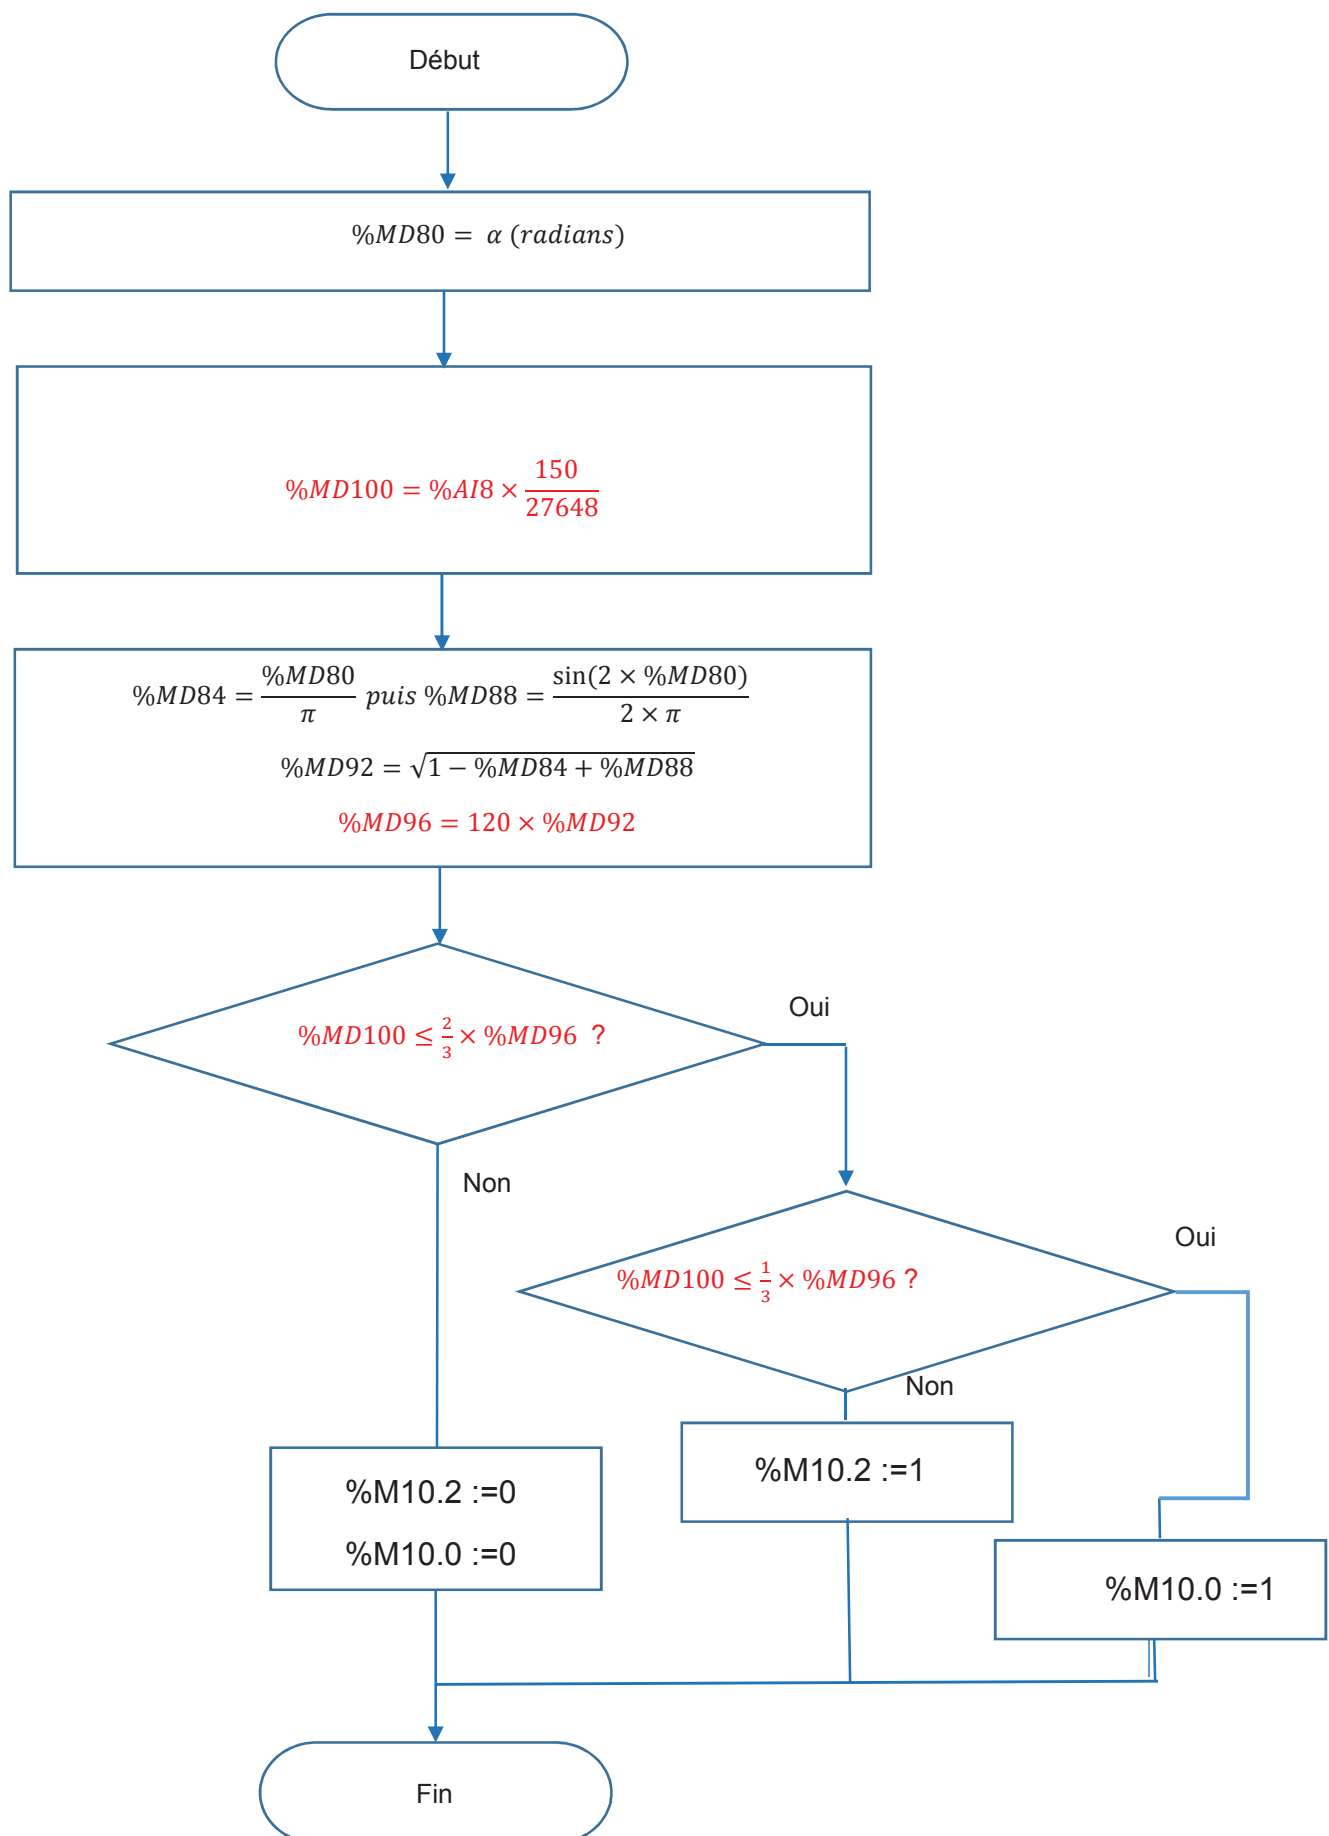 Début
%MD80 = α (radians)
%MD100 = %AI8 × 150/27648
%MD84 = %MD80/π puis %MD88 = sin(2 × %MD80)/(2 × π)
%MD92 = √(1 − %MD84 + %MD88)
%MD96 = 120 × %MD92
%MD100 ≤ 2/3 × %MD96 ?
Oui
Non
%MD100 ≤ 1/3 × %MD96 ?
Oui
Non
%M10.2 :=1
%M10.2 :=0
%M10.0 :=0
%M10.0 :=1
Fin